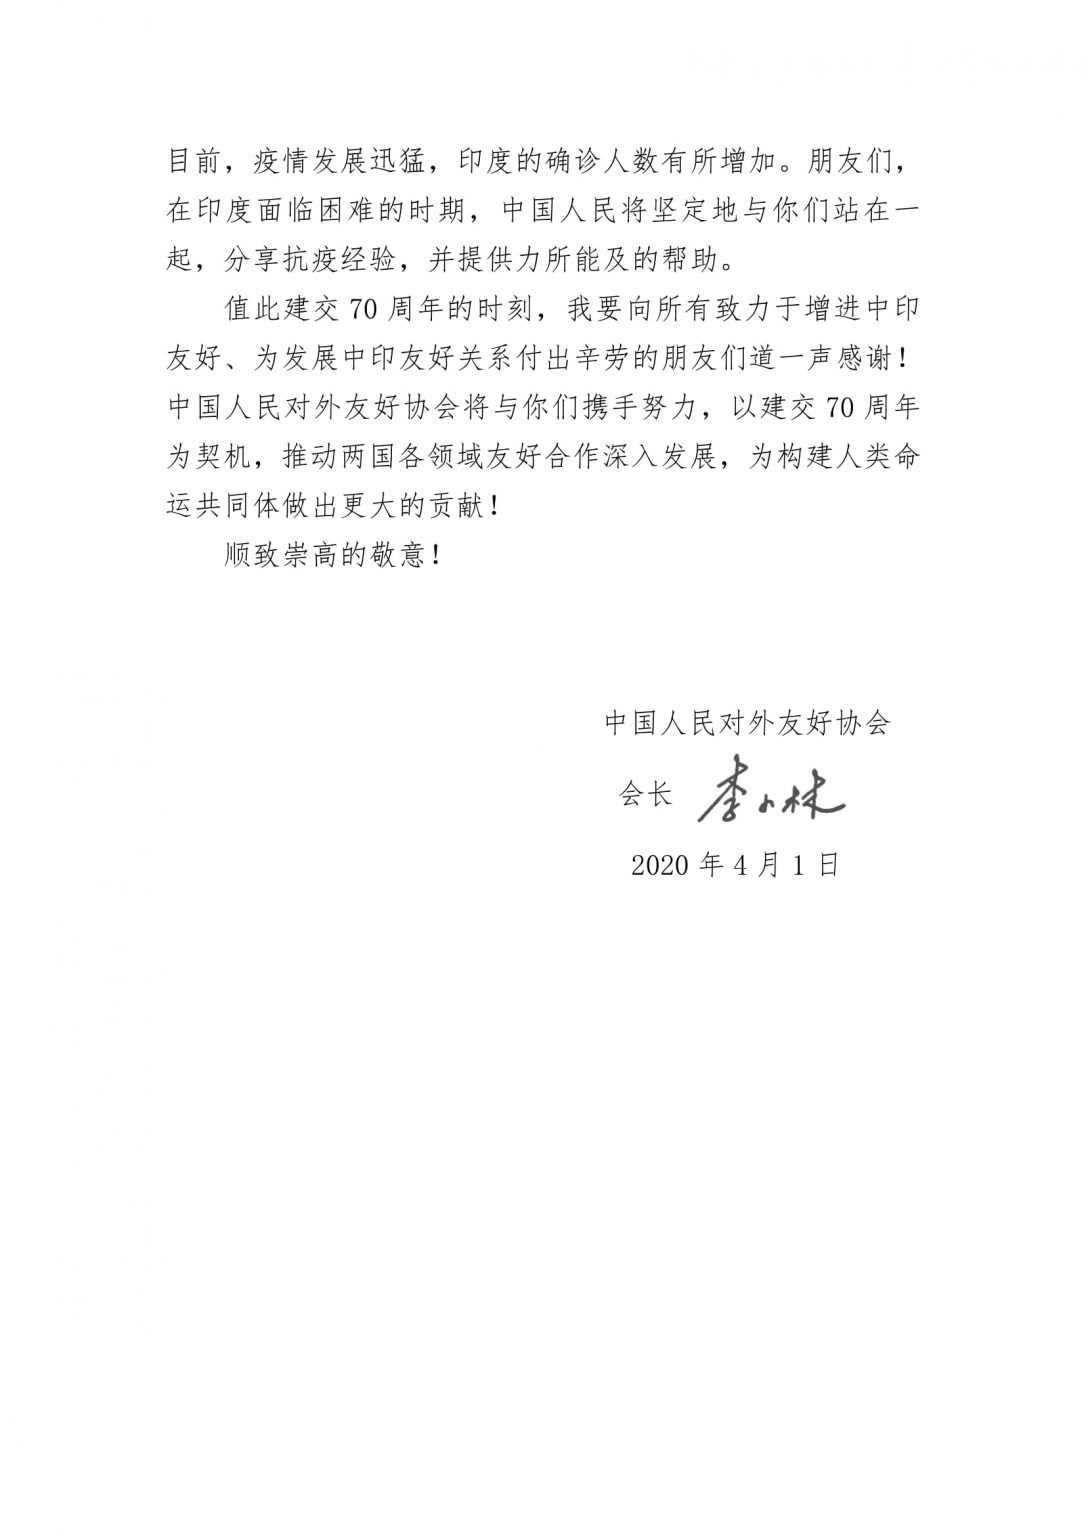 目前，疫情发展迅猛，印度的确诊人数有所增加。朋友们，
在印度面临困难的时期，中国人民将坚定地与你们站在一
起，分享抗疫经验，并提供力所能及的帮助。
值此建交 70 周年的时刻，我要向所有致力于增进中印
友好、为发展中印友好关系付出辛劳的朋友们道一声感谢！
中国人民对外友好协会将与你们携手努力，以建交 70 周年
为契机，推动两国各领域友好合作深入发展，为构建人类命
运共同体做出更大的贡献！
顺致崇高的敬意！
中国人民对外友好协会
会长 李小林
2020 年 4 月 1 日